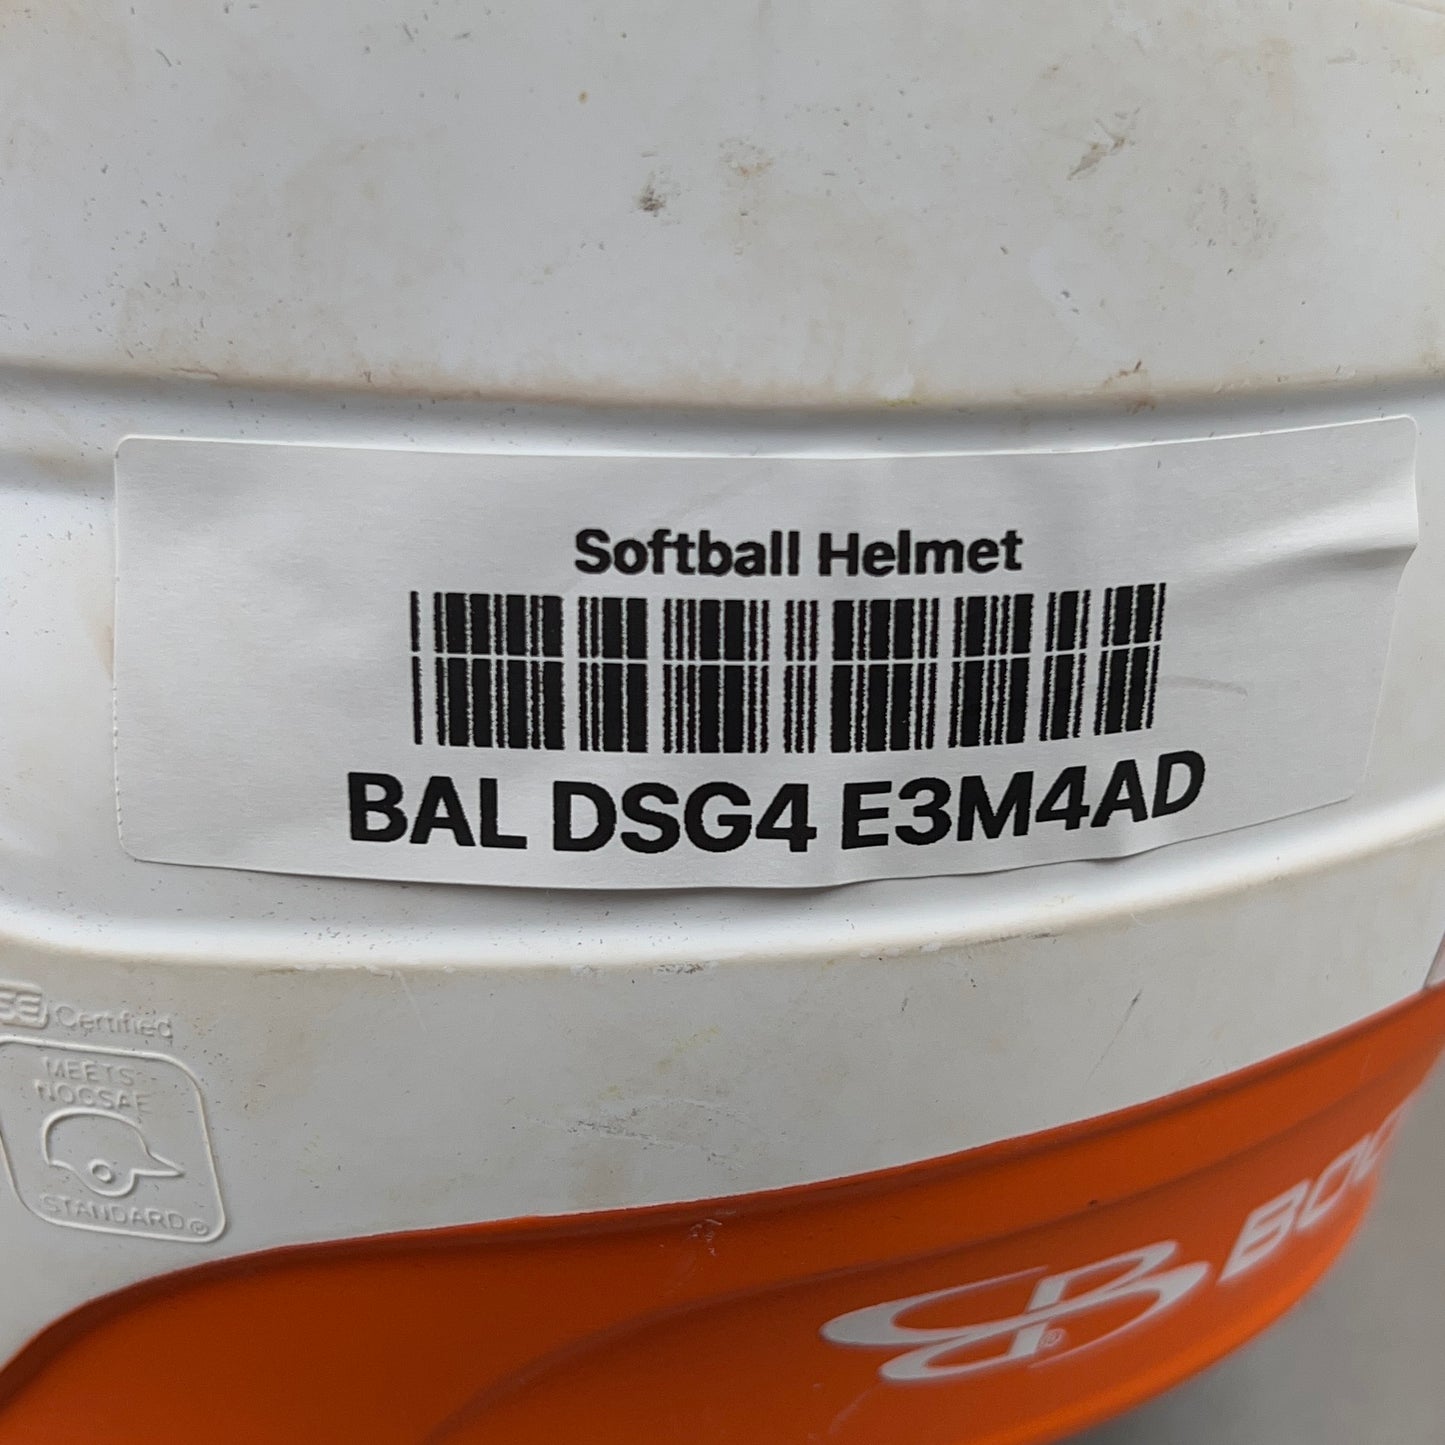 Softball Helmet
BAL DSG4 E3M4AD
Certified
MEETS
NOCSAE
STANDARD®